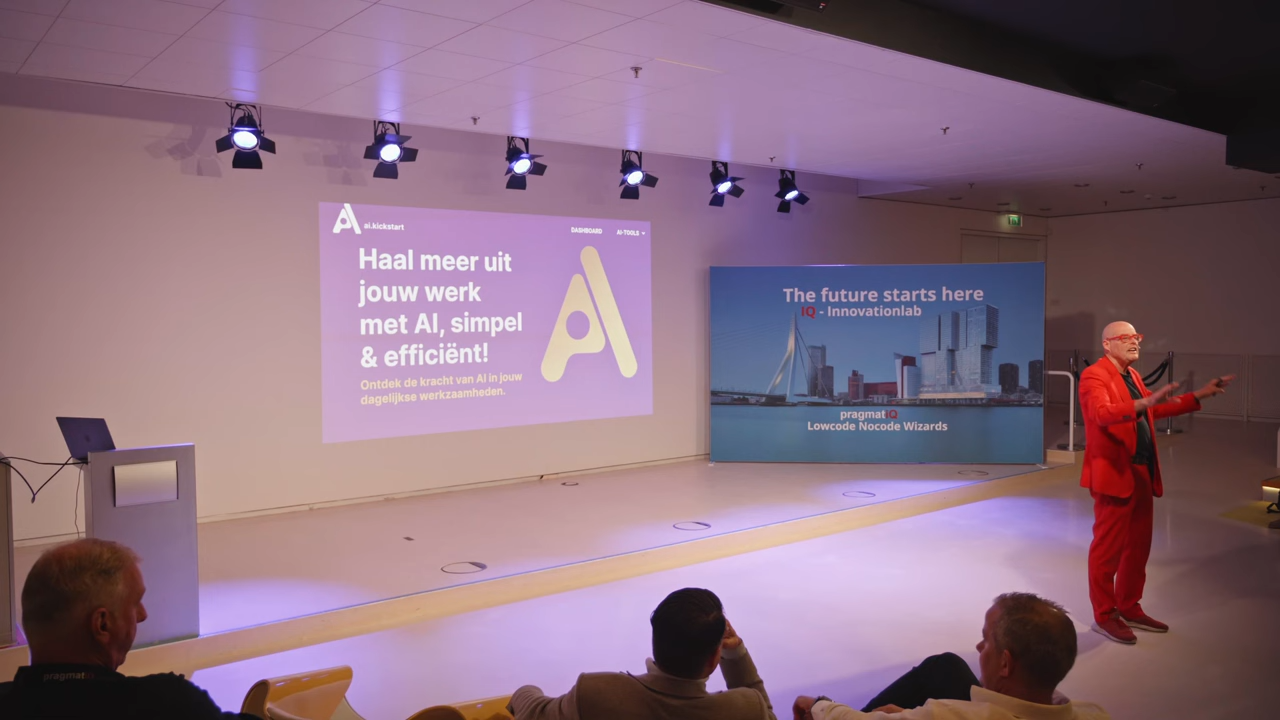 ai.kickstart
DASHBOARD AI-TOOLS
Haal meer uit
jouw werk
met AI, simpel
& efficiënt!
Ontdek de kracht van AI in jouw
dagelijkse werkzaamheden.
The future starts here
IQ - Innovationlab
pragmatIQ
Lowcode Nocode Wizards
pragmatIQ